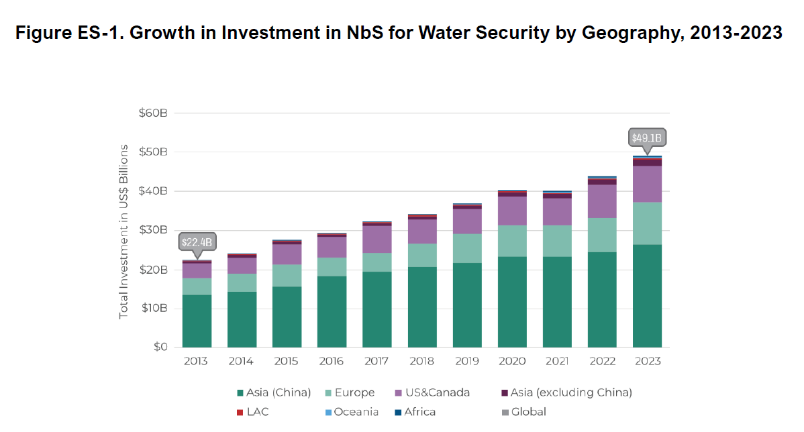 Figure ES-1. Growth in Investment in NbS for Water Security by Geography, 2013-2023
Total Investment in US$ Billions
$60B
$50B
$40B
$30B
$20B
$10B
$0
$22.4B
$49.1B
2013 2014 2015 2016 2017 2018 2019 2020 2021 2022 2023
Asia (China) Europe US&Canada Asia (excluding China)
LAC Oceania Africa Global